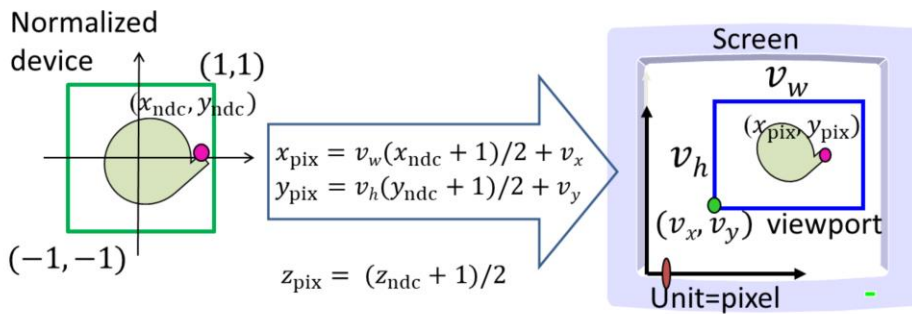 Normalized
device
(1,1)
(x_ndc, y_ndc)
(−1, −1)
x_pix = v_w(x_ndc + 1)/2 + v_x
y_pix = v_h(y_ndc + 1)/2 + v_y
z_pix = (z_ndc + 1)/2
Screen
v_w
(x_pix, y_pix)
v_h
(v_x, v_y) viewport
Unit=pixel